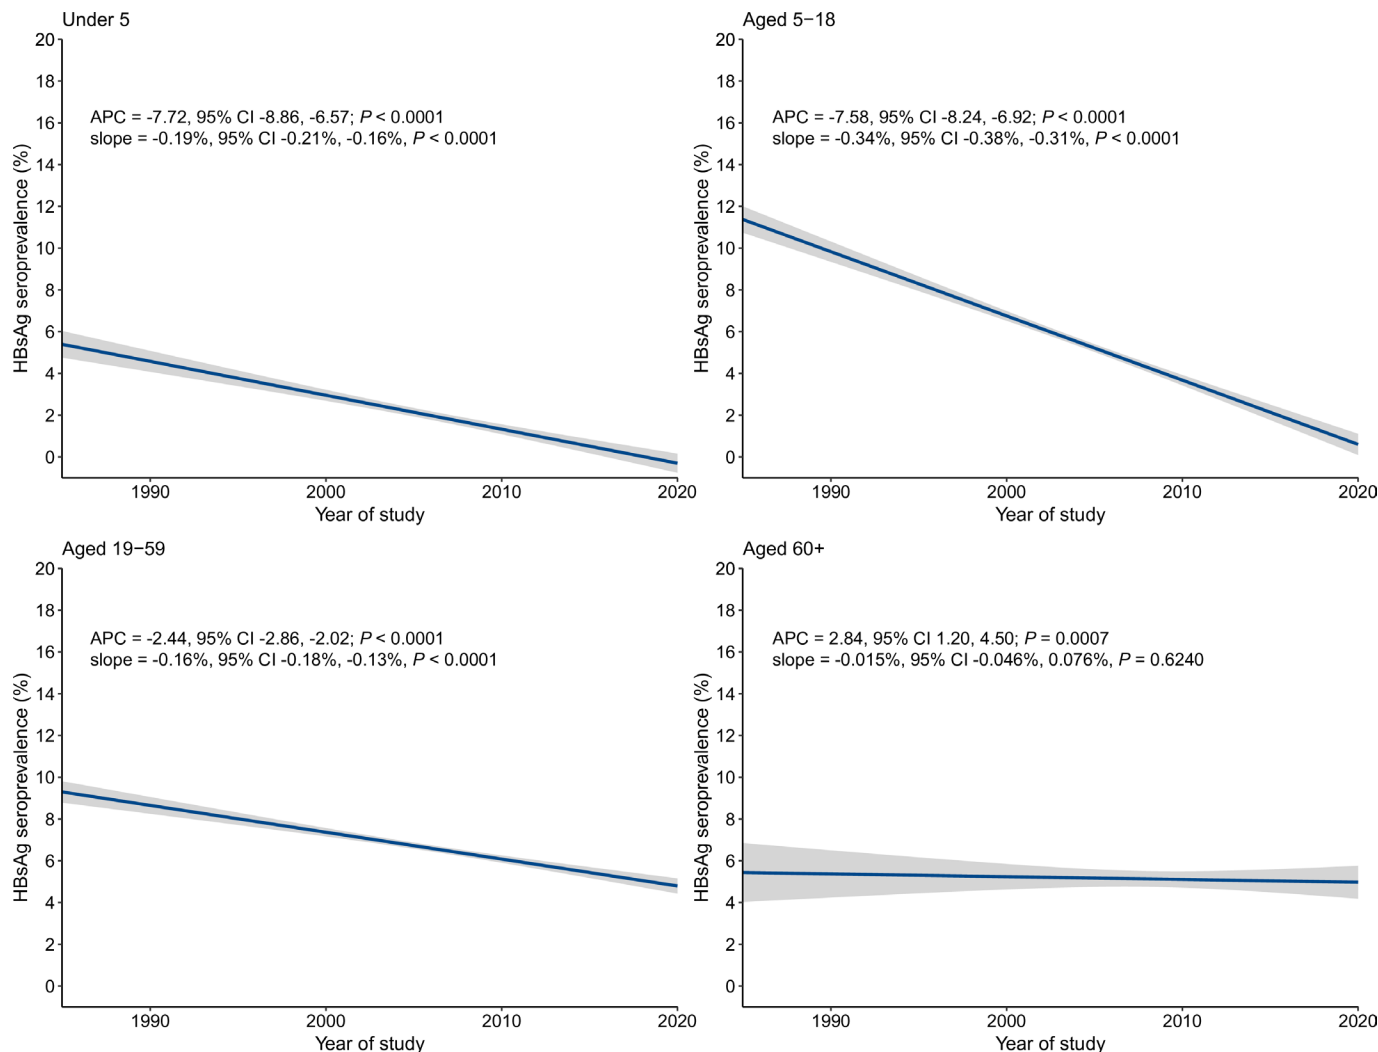 Under 5
20
18
16
14
12
10
8
6
4
2
0
HBsAg seroprevalence (%)
APC = -7.72, 95% CI -8.86, -6.57; P < 0.0001
slope = -0.19%, 95% CI -0.21%, -0.16%, P < 0.0001
1990 2000 2010 2020
Year of study
Aged 5−18
20
18
16
14
12
10
8
6
4
2
0
HBsAg seroprevalence (%)
APC = -7.58, 95% CI -8.24, -6.92; P < 0.0001
slope = -0.34%, 95% CI -0.38%, -0.31%, P < 0.0001
1990 2000 2010 2020
Year of study
Aged 19−59
20
18
16
14
12
10
8
6
4
2
0
HBsAg seroprevalence (%)
APC = -2.44, 95% CI -2.86, -2.02; P < 0.0001
slope = -0.16%, 95% CI -0.18%, -0.13%, P < 0.0001
1990 2000 2010 2020
Year of study
Aged 60+
20
18
16
14
12
10
8
6
4
2
0
HBsAg seroprevalence (%)
APC = 2.84, 95% CI 1.20, 4.50; P = 0.0007
slope = -0.015%, 95% CI -0.046%, 0.076%, P = 0.6240
1990 2000 2010 2020
Year of study